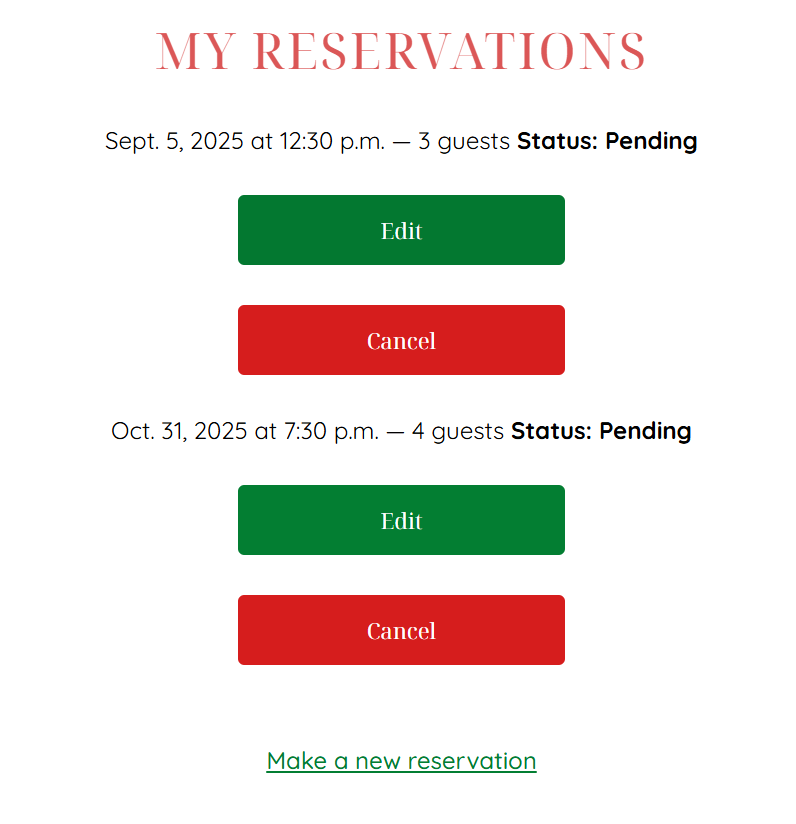 MY RESERVATIONS
Sept. 5, 2025 at 12:30 p.m. — 3 guests Status: Pending
Edit
Cancel
Oct. 31, 2025 at 7:30 p.m. — 4 guests Status: Pending
Edit
Cancel
Make a new reservation